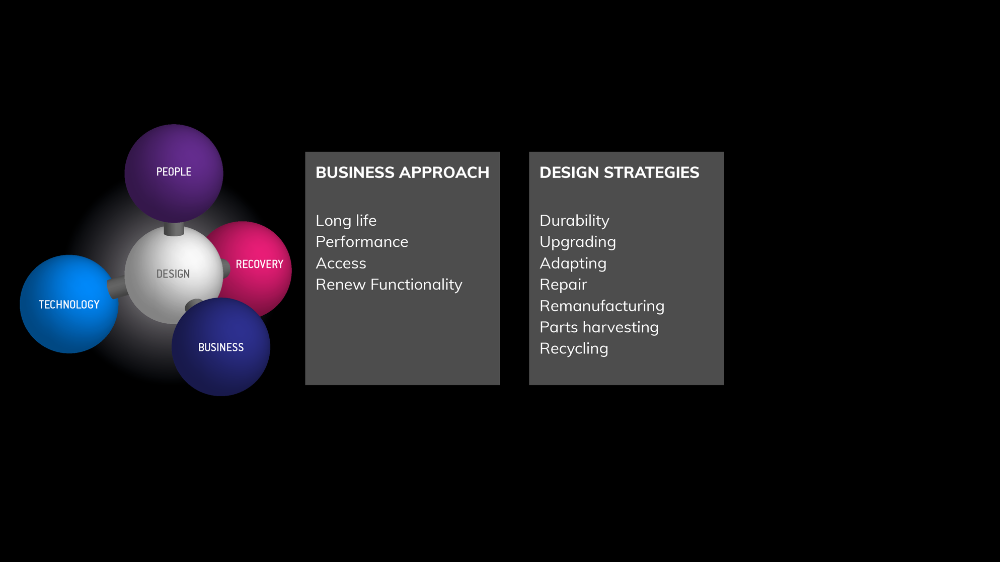 PEOPLE
DESIGN
RECOVERY
TECHNOLOGY
BUSINESS
BUSINESS APPROACH
Long life
Performance
Access
Renew Functionality
DESIGN STRATEGIES
Durability
Upgrading
Adapting
Repair
Remanufacturing
Parts harvesting
Recycling